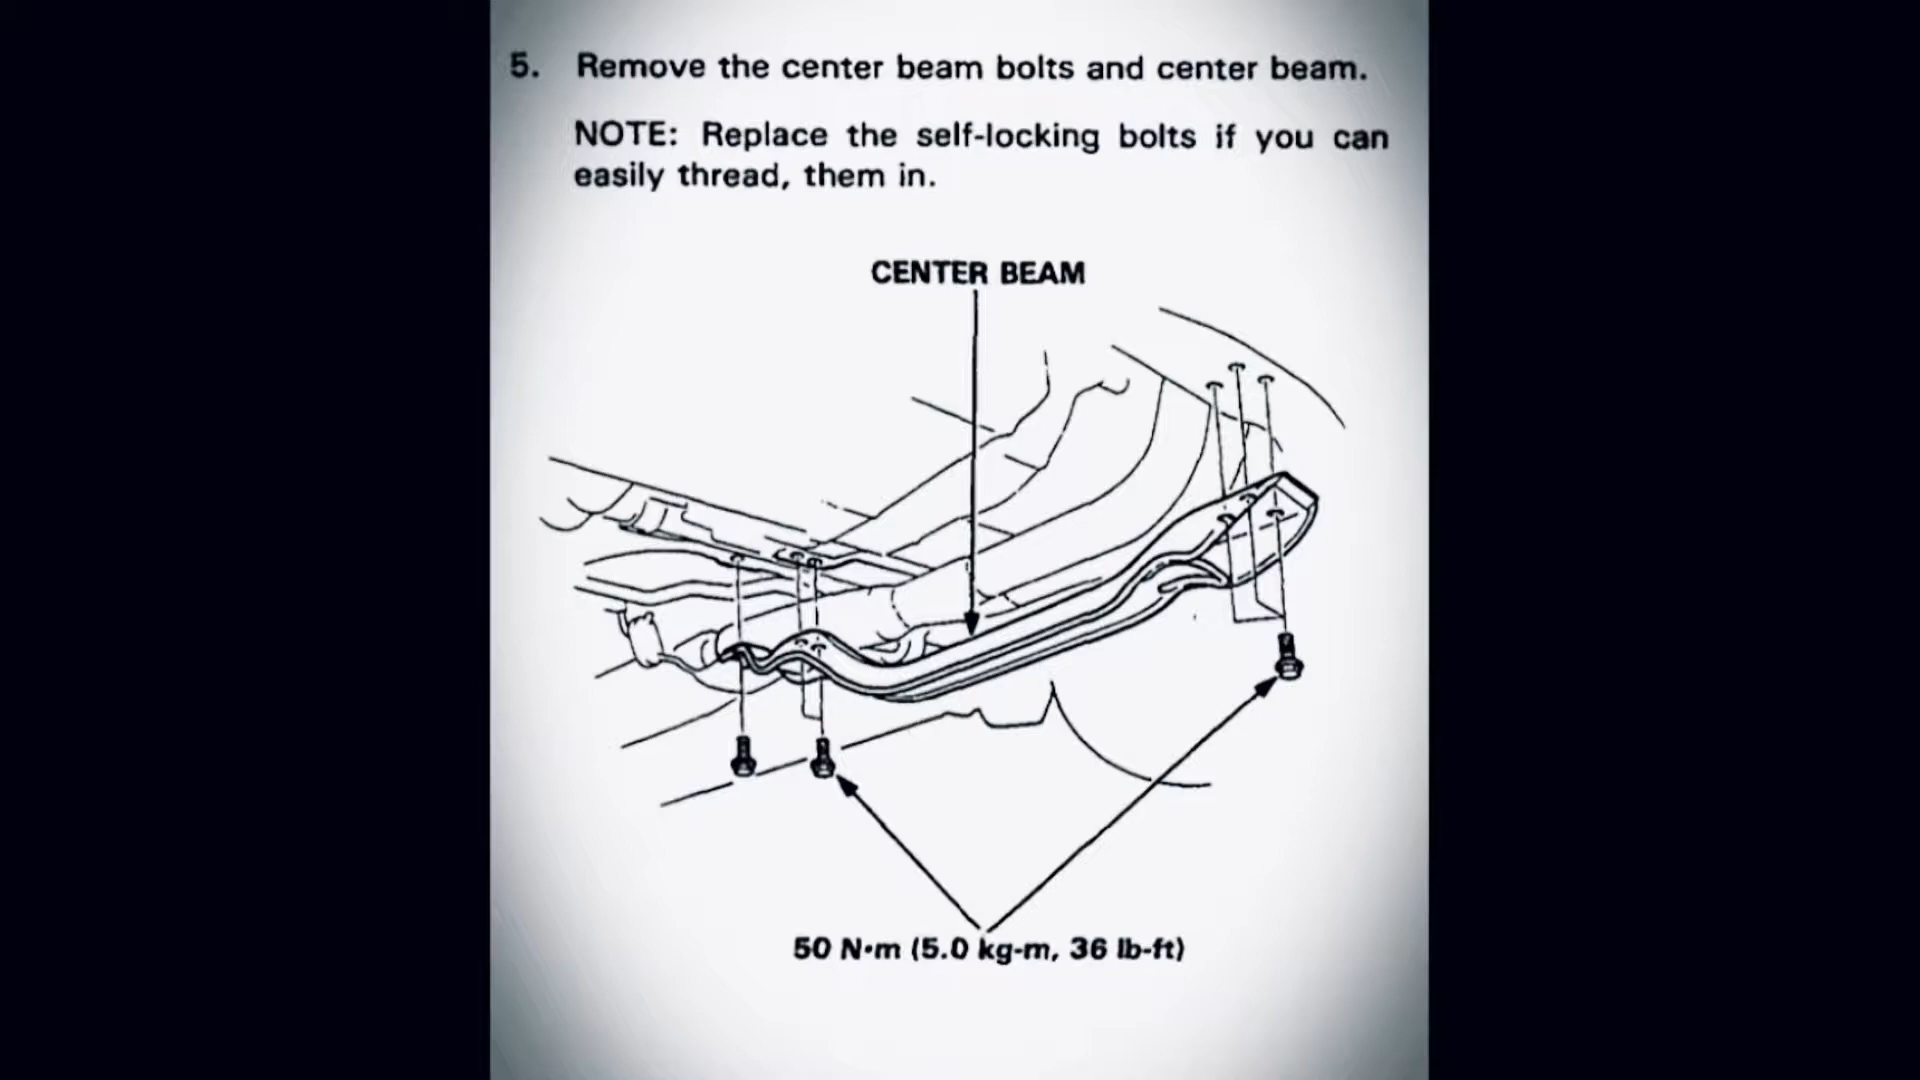 5. Remove the center beam bolts and center beam.
NOTE: Replace the self-locking bolts if you can
easily thread, them in.
CENTER BEAM
50 N·m (5.0 kg-m, 36 lb-ft)